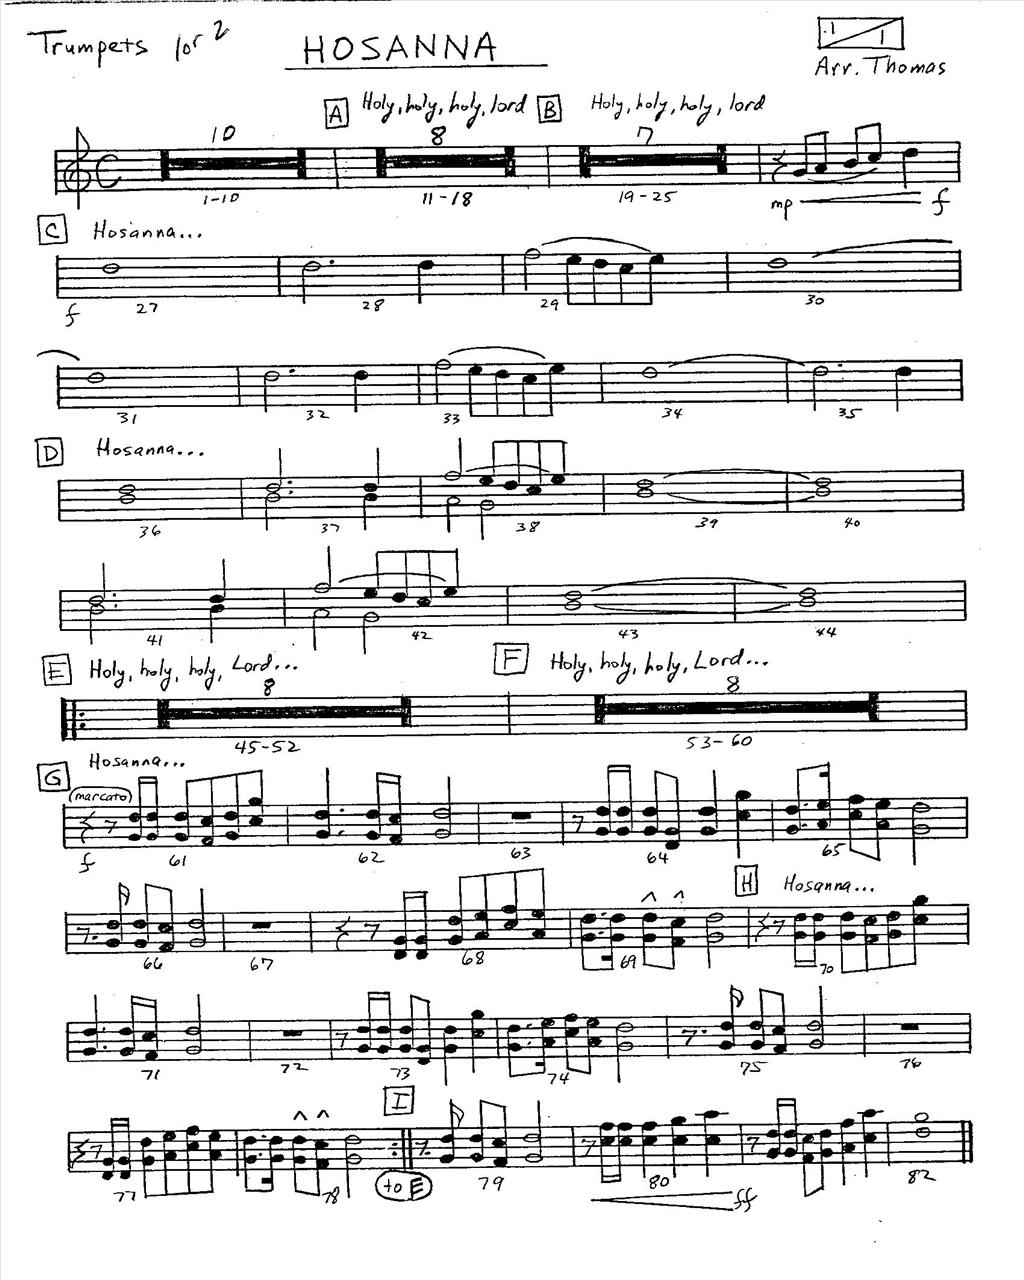 Trumpets 1or 2
HOSANNA
1 / 1
Arr. Thomas
A Holy, holy, holy, lord B Holy, holy, holy, lord
10 8 7
1-10 11-18 19-25 mp f
C Hosanna...
f 27 28 29 30
31 32 33 34 35
D Hosanna...
36 37 38 39 40
41 42 43 44
E Holy, holy, holy, Lord... F Holy, holy, holy, Lord...
8 8
45-52 53-60
G Hosanna...
(marcato)
f 61 62 63 64 65
H Hosanna...
66 67 68 69 70
71 72 73 74 75 76
I
77 78 to E 79 80 ff 82